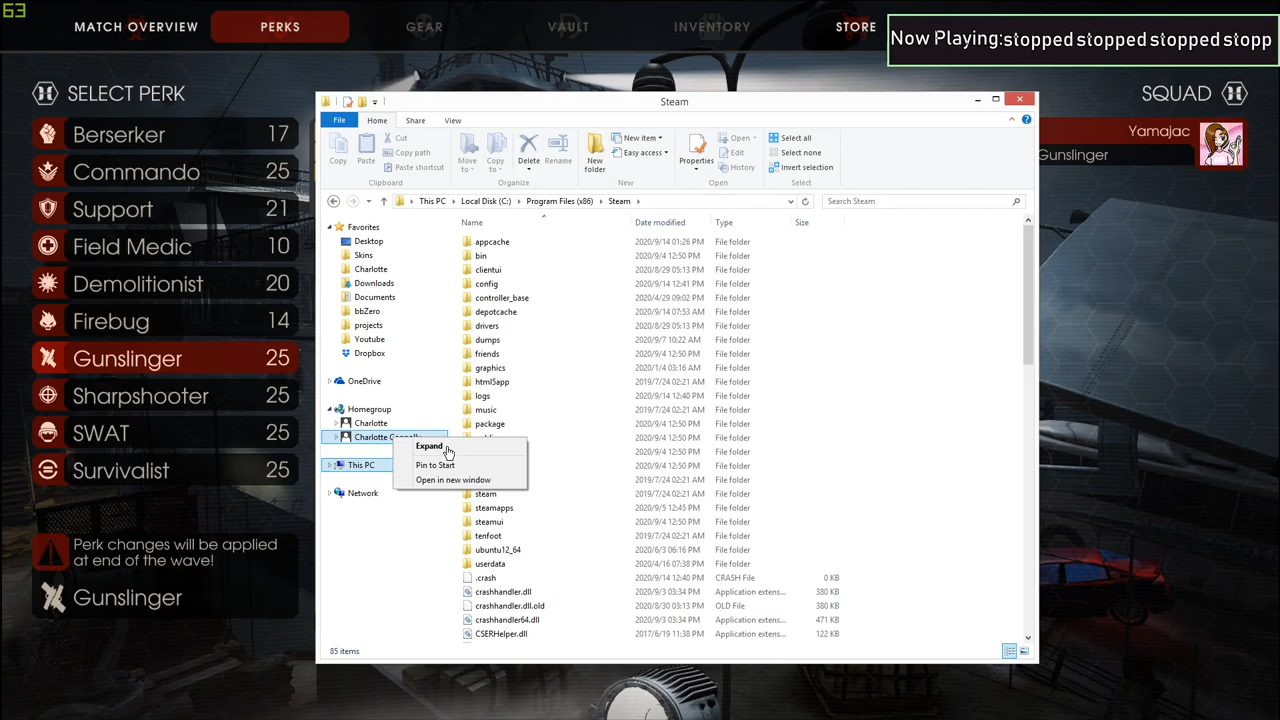 63
MATCH OVERVIEW
PERKS
GEAR
VAULT
INVENTORY
STORE
Now Playing:stopped stopped stopped stopp
SELECT PERK
Berserker 17
Commando 25
Support 21
Field Medic 10
Demolitionist 20
Firebug 14
Gunslinger 25
Sharpshooter 25
SWAT 25
Survivalist 25
Perk changes will be applied
at end of the wave!
Gunslinger
SQUAD
Yamajac
Gunslinger
Steam
File
Home
Share
View
Copy
Paste
Cut
Copy path
Paste shortcut
Clipboard
Move to
Copy to
Delete
Rename
Organize
New folder
New item
Easy access
New
Properties
Open
Edit
History
Open
Select all
Select none
Invert selection
Select
This PC
Local Disk (C:)
Program Files (x86)
Steam
Search Steam
Favorites
Desktop
Skins
Charlotte
Downloads
Documents
bbZero
projects
Youtube
Dropbox
OneDrive
Homegroup
Charlotte
Charlotte
This PC
Network
Expand
Pin to Start
Open in new window
Name Date modified Type Size
appcache 2020/9/14 01:26 PM File folder
bin 2020/9/4 12:50 PM File folder
clientui 2020/8/29 05:13 PM File folder
config 2020/9/14 12:41 PM File folder
controller_base 2020/4/29 09:02 PM File folder
depotcache 2020/9/14 07:53 AM File folder
drivers 2020/8/29 05:13 PM File folder
dumps 2020/9/7 10:22 AM File folder
friends 2020/9/4 12:50 PM File folder
graphics 2020/1/4 03:16 AM File folder
html5app 2019/7/24 02:21 AM File folder
logs 2020/9/14 12:40 PM File folder
music 2019/7/24 02:21 AM File folder
package 2020/9/4 12:50 PM File folder
2020/9/4 12:50 PM File folder
2020/9/4 12:50 PM File folder
2020/9/4 12:50 PM File folder
2019/7/24 02:21 AM File folder
steam 2019/7/24 02:21 AM File folder
steamapps 2020/9/5 12:45 PM File folder
steamui 2020/9/4 12:50 PM File folder
tenfoot 2019/7/24 02:21 AM File folder
ubuntu12_64 2020/6/3 06:16 PM File folder
userdata 2020/4/16 07:38 PM File folder
.crash 2020/9/14 12:40 PM CRASH File 0 KB
crashhandler.dll 2020/9/3 03:34 PM Application extens... 380 KB
crashhandler.dll.old 2020/8/30 03:13 PM OLD File 380 KB
crashhandler64.dll 2020/9/3 03:34 PM Application extens... 471 KB
CSERHelper.dll 2017/6/19 11:38 PM Application extens... 122 KB
85 items